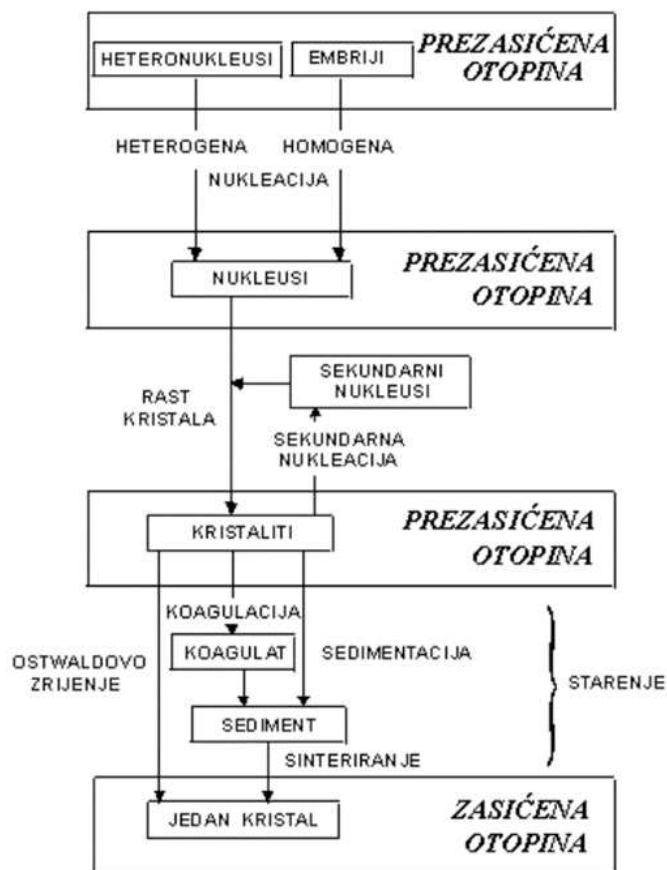 HETERONUKLEUSI
EMBRIJI
PREZASIĆENA
OTOPINA
HETEROGENA
HOMOGENA
NUKLEACIJA
NUKLEUSI
PREZASIĆENA
OTOPINA
SEKUNDARNI
NUKLEUSI
RAST
KRISTALA
SEKUNDARNA
NUKLEACIJA
KRISTALITI
PREZASIĆENA
OTOPINA
KOAGULACIJA
KOAGULAT
OSTWALDOVO
ZRIJENJE
SEDIMENTACIJA
STARENJE
SEDIMENT
SINTERIRANJE
JEDAN KRISTAL
ZASIĆENA
OTOPINA